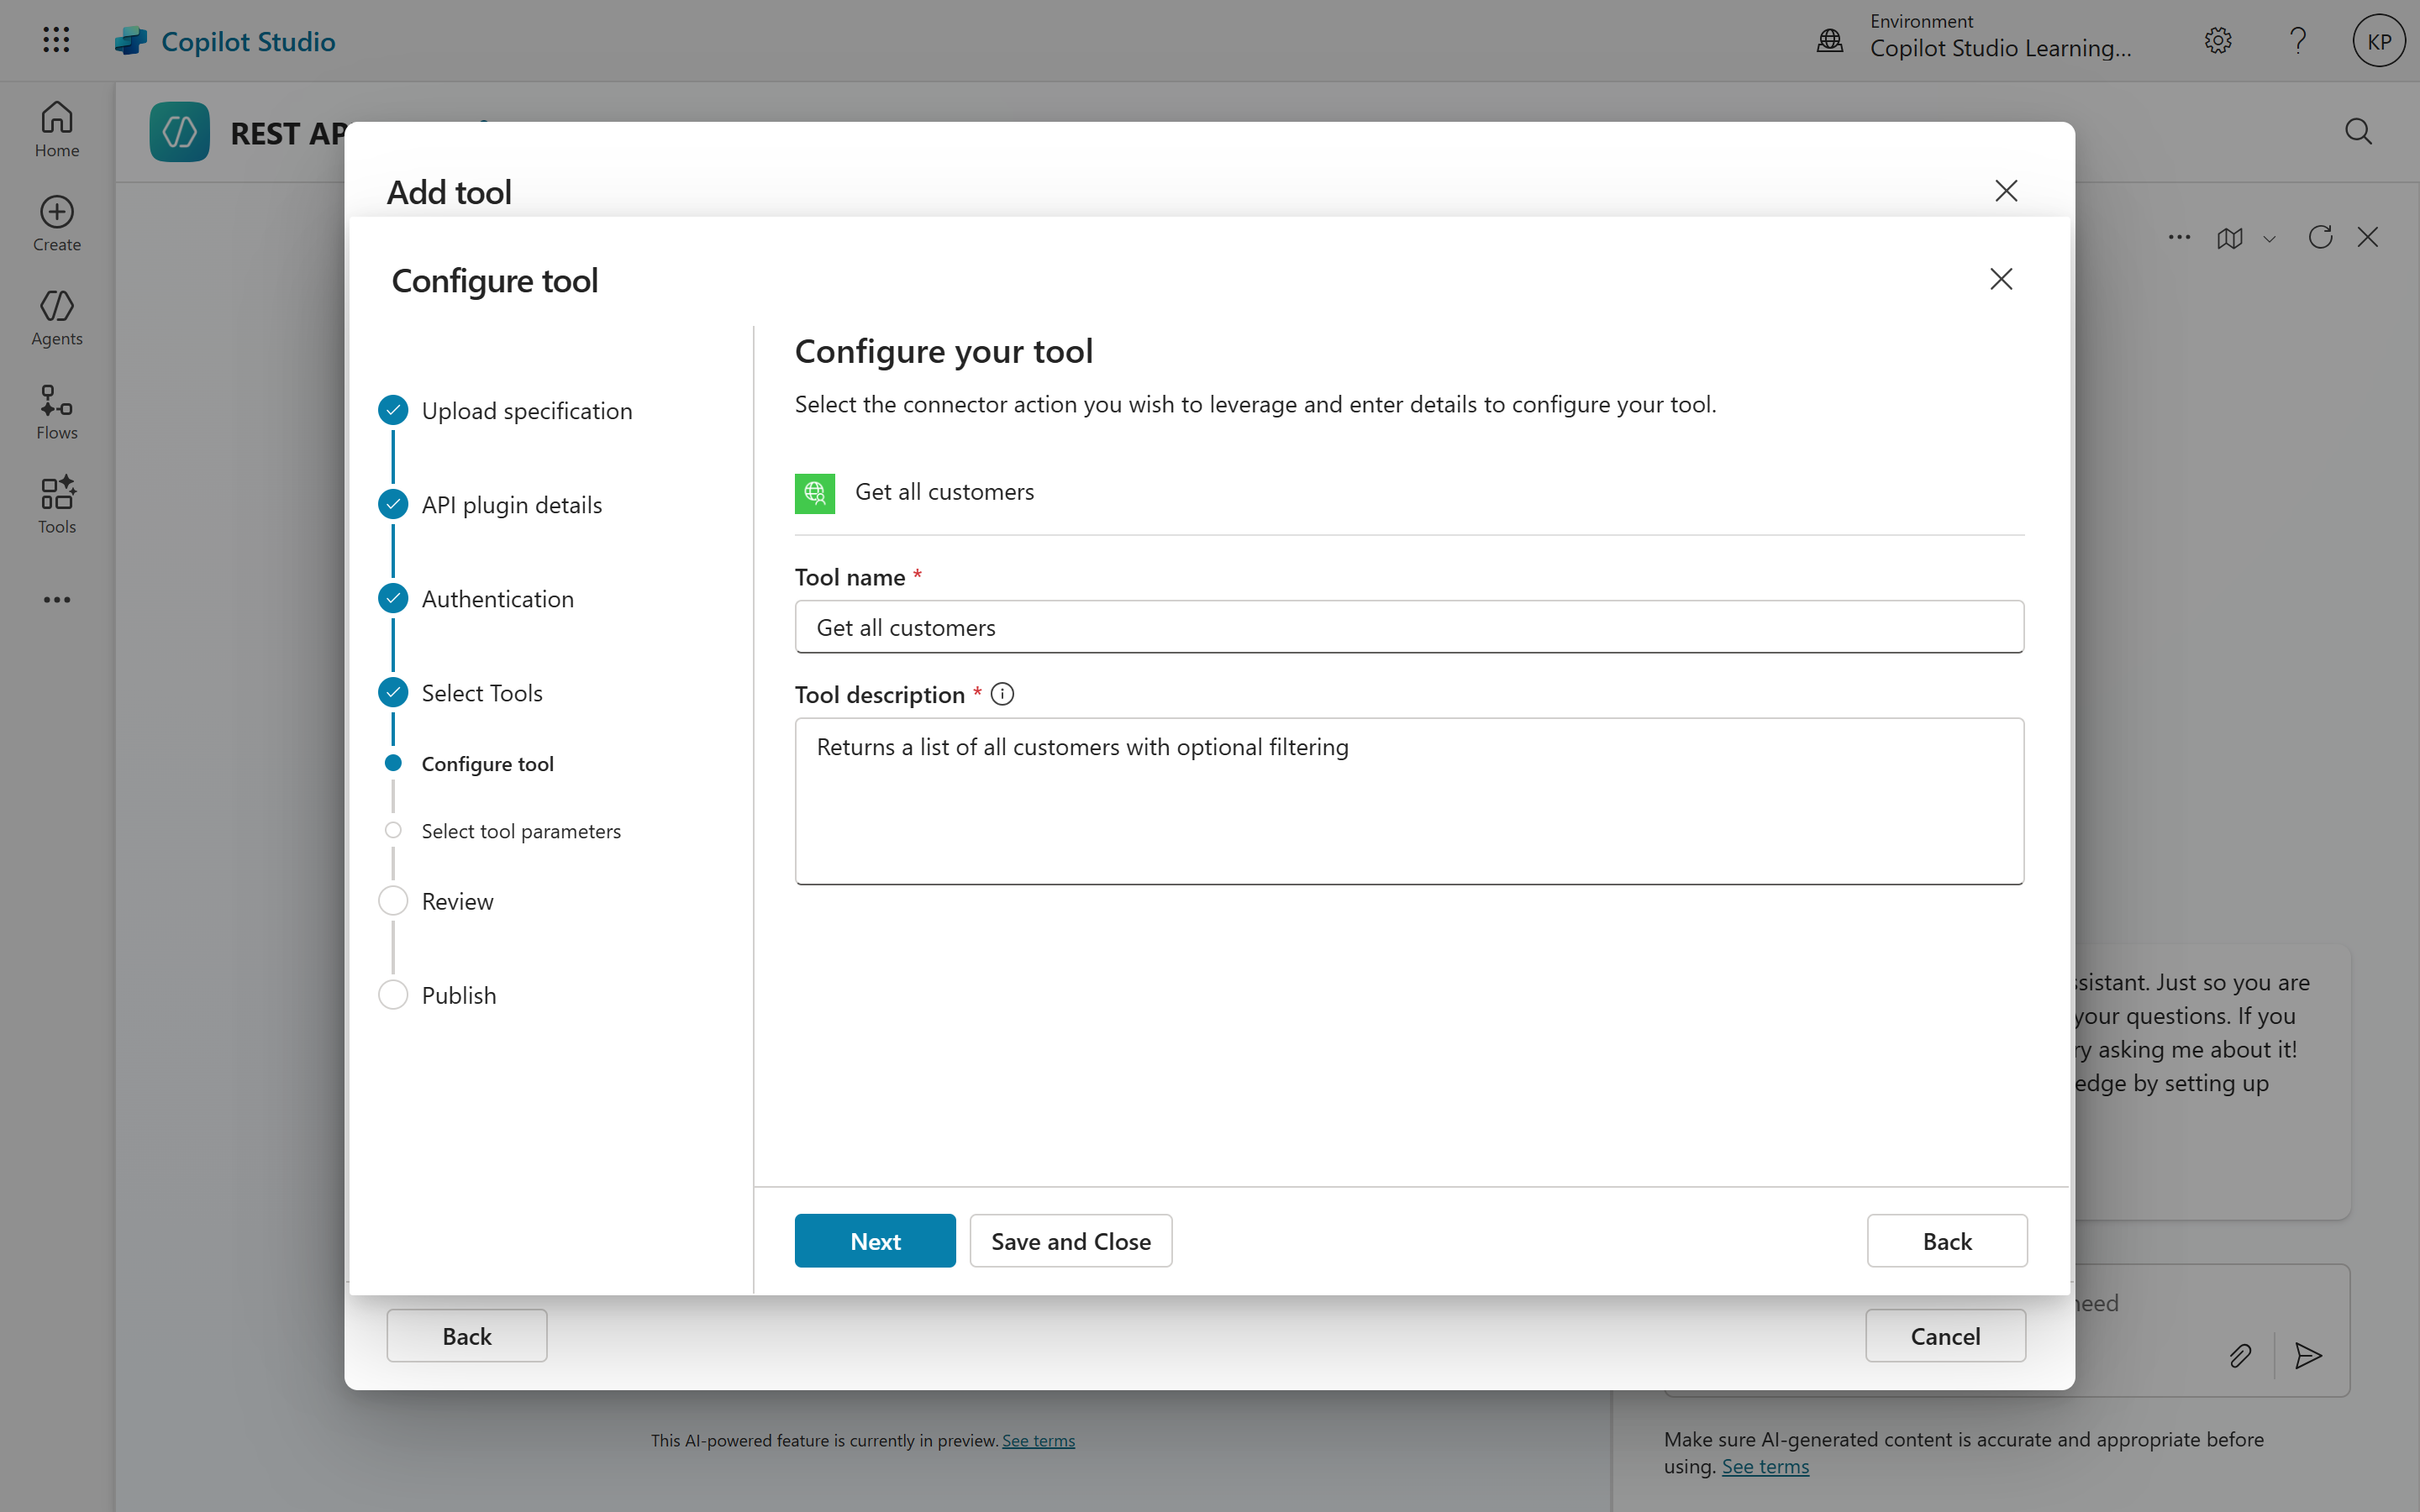 Copilot Studio
Environment
Copilot Studio Learning...
KP
Home
Create
Agents
Flows
Tools
REST AP
Add tool
Configure tool
Upload specification
API plugin details
Authentication
Select Tools
Configure tool
Select tool parameters
Review
Publish
Configure your tool
Select the connector action you wish to leverage and enter details to configure your tool.
Get all customers
Tool name *
Get all customers
Tool description *
Returns a list of all customers with optional filtering
Next
Save and Close
Back
Back
Cancel
ssistant. Just so you are
your questions. If you
ry asking me about it!
edge by setting up
need
This AI-powered feature is currently in preview. See terms
Make sure AI-generated content is accurate and appropriate before
using. See terms